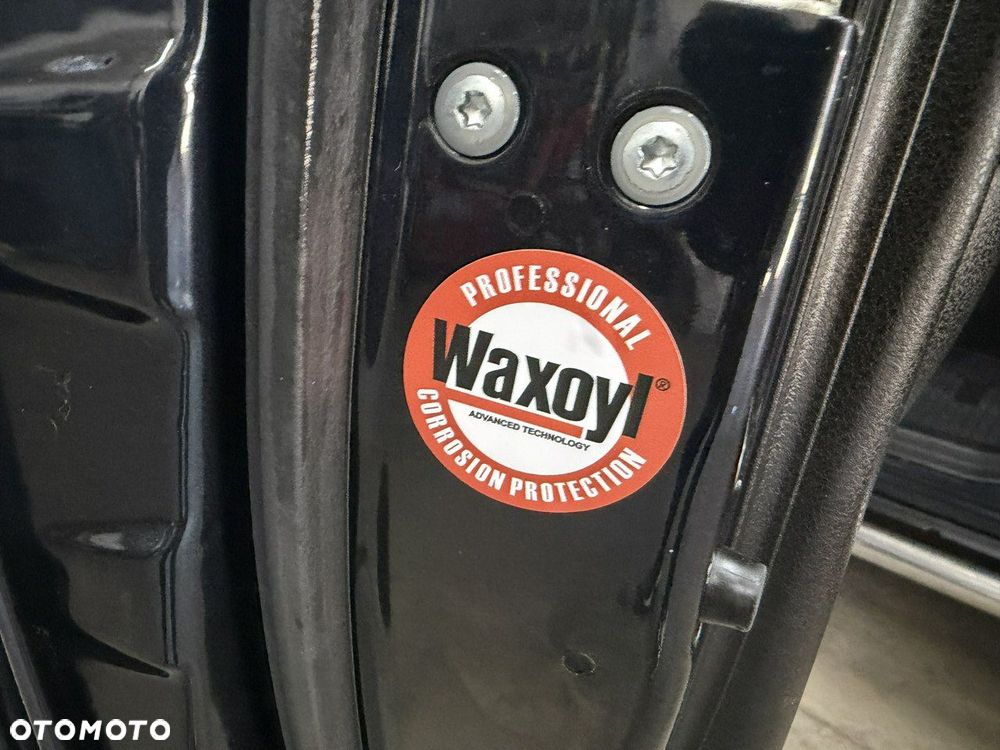 PROFESSIONAL
Waxoyl®
ADVANCED TECHNOLOGY
CORROSION PROTECTION
OTOMOTO